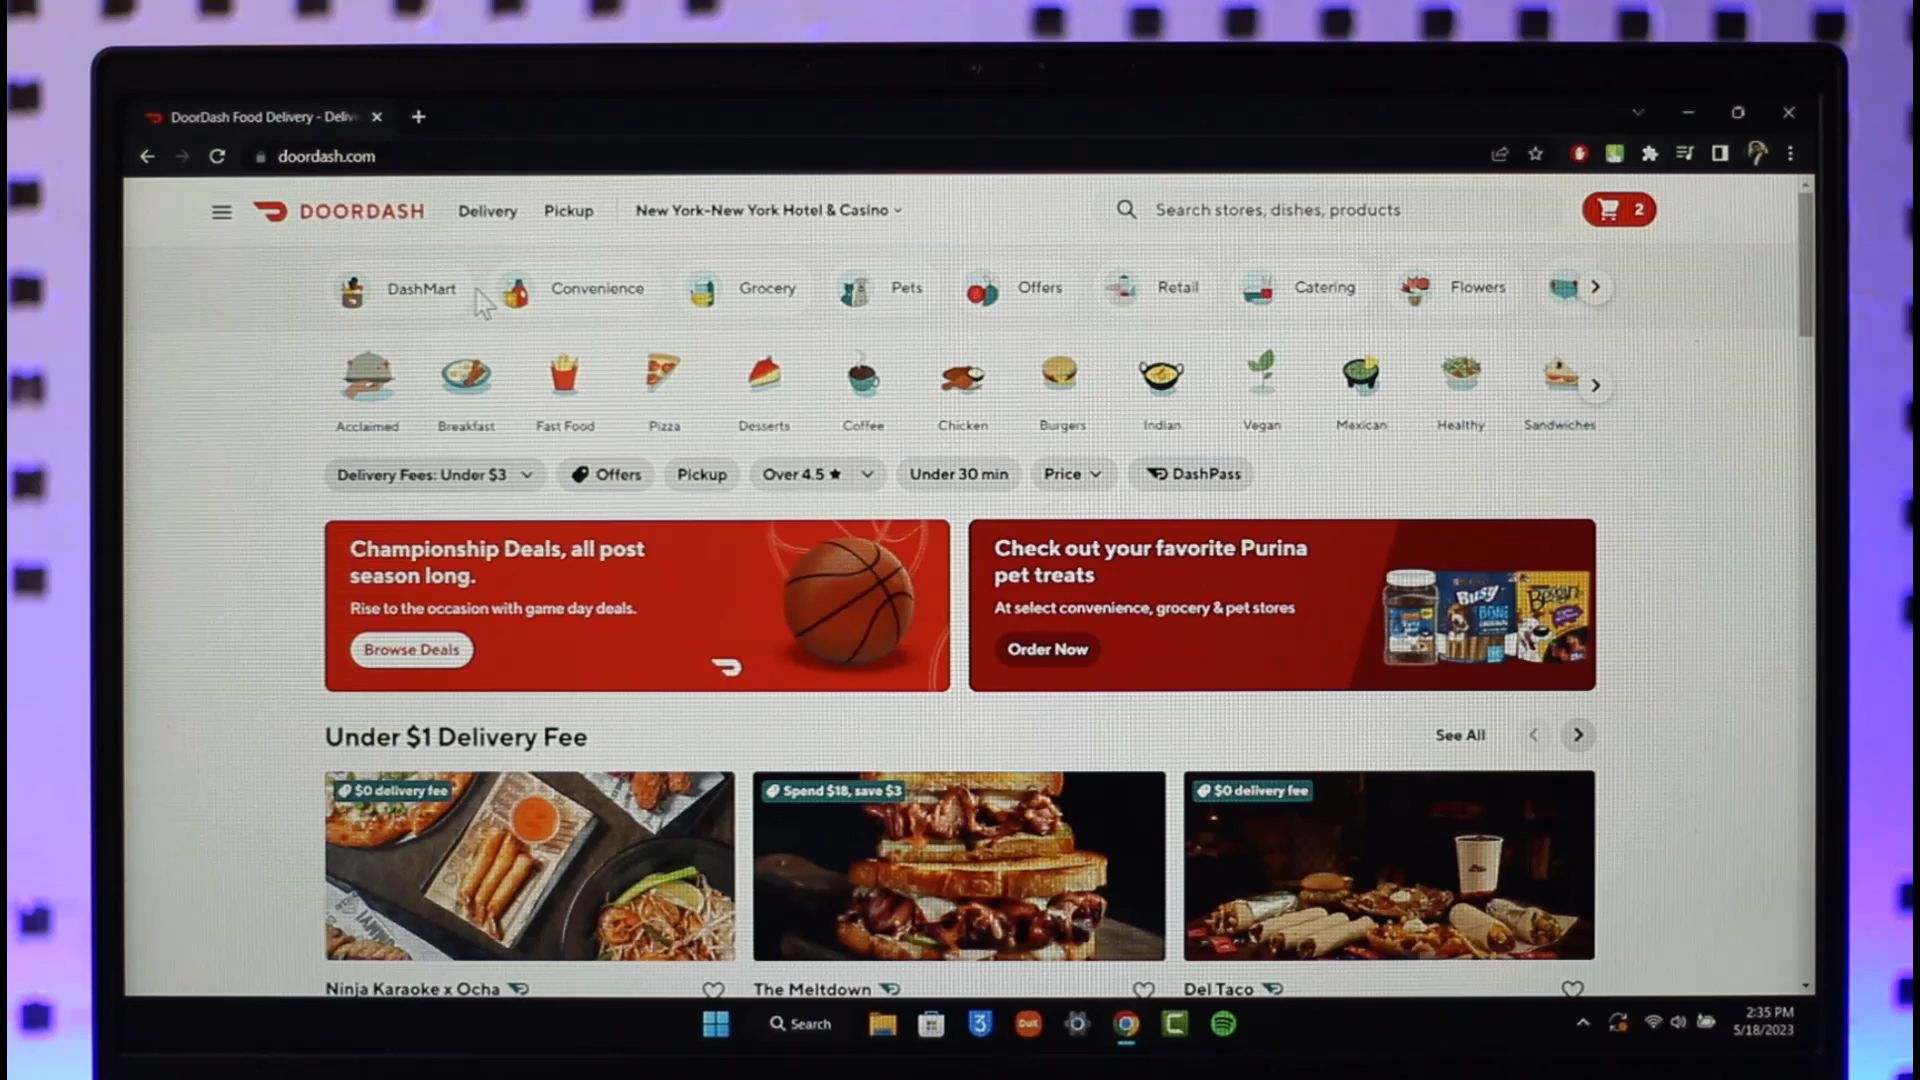 DoorDash Food Delivery - Deliv
doordash.com
DOORDASH Delivery Pickup New York-New York Hotel & Casino Search stores, dishes, products 2
DashMart Convenience Grocery Pets Offers Retail Catering Flowers
Acclaimed Breakfast Fast Food Pizza Desserts Coffee Chicken Burgers Indian Vegan Mexican Healthy Sandwiches
Delivery Fees: Under $3 Offers Pickup Over 4.5 ★ Under 30 min Price DashPass
Championship Deals, all post
season long.
Rise to the occasion with game day deals.
Browse Deals
Check out your favorite Purina
pet treats
At select convenience, grocery & pet stores
Order Now
Busy
BONE
Beggin'
Under $1 Delivery Fee See All
$0 delivery fee Spend $18, save $3 $0 delivery fee
Ninja Karaoke x Ocha The Meltdown Del Taco
Search 3 2:35 PM
5/18/2023